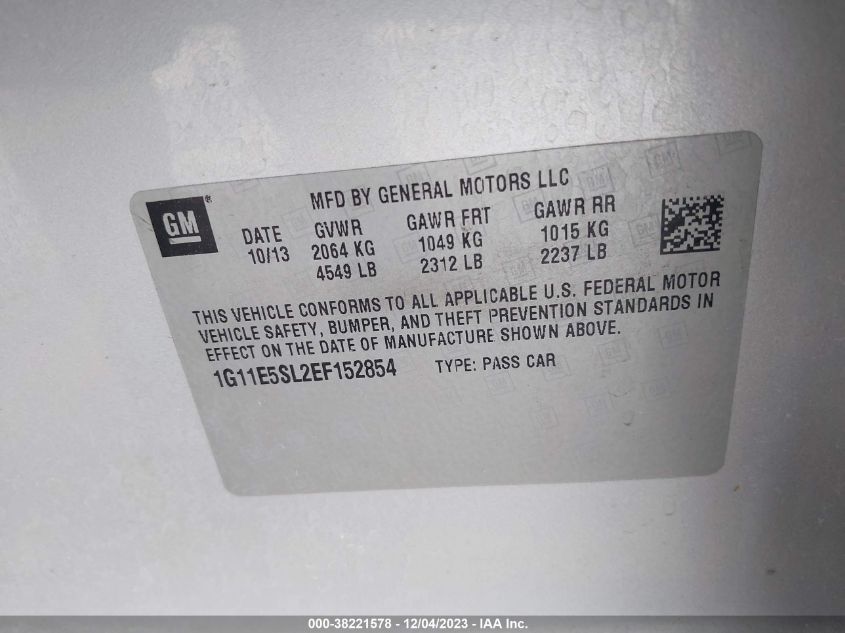 GM ®
MFD BY GENERAL MOTORS LLC
DATE GVWR GAWR FRT GAWR RR
10/13 2064 KG 1049 KG 1015 KG
4549 LB 2312 LB 2237 LB
THIS VEHICLE CONFORMS TO ALL APPLICABLE U.S. FEDERAL MOTOR
VEHICLE SAFETY, BUMPER, AND THEFT PREVENTION STANDARDS IN
EFFECT ON THE DATE OF MANUFACTURE SHOWN ABOVE.
1G11E5SL2EF152854 TYPE: PASS CAR
000-38221578 - 12/04/2023 - IAA Inc.